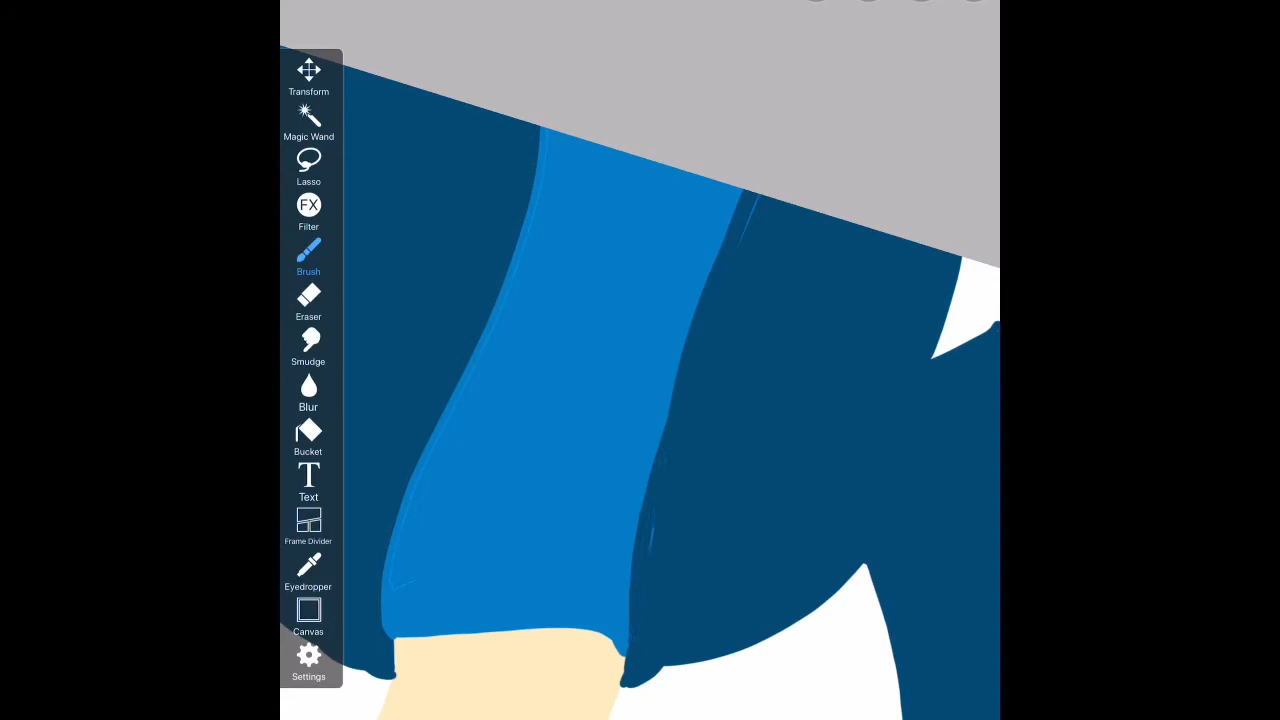 Transform
Magic Wand
Lasso
FX
Filter
Brush
Eraser
Smudge
Blur
Bucket
T
Text
Frame Divider
Eyedropper
Canvas
Settings